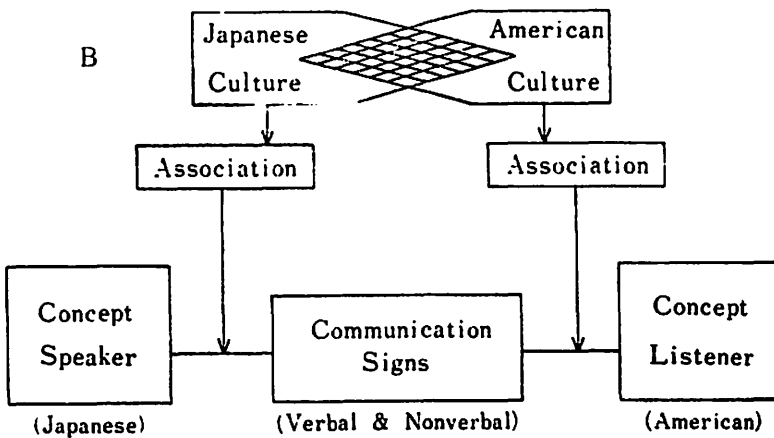 B
Japanese
Culture
American
Culture
Association
Association
Concept
Speaker
Communication
Signs
Concept
Listener
(Japanese)
(Verbal & Nonverbal)
(American)